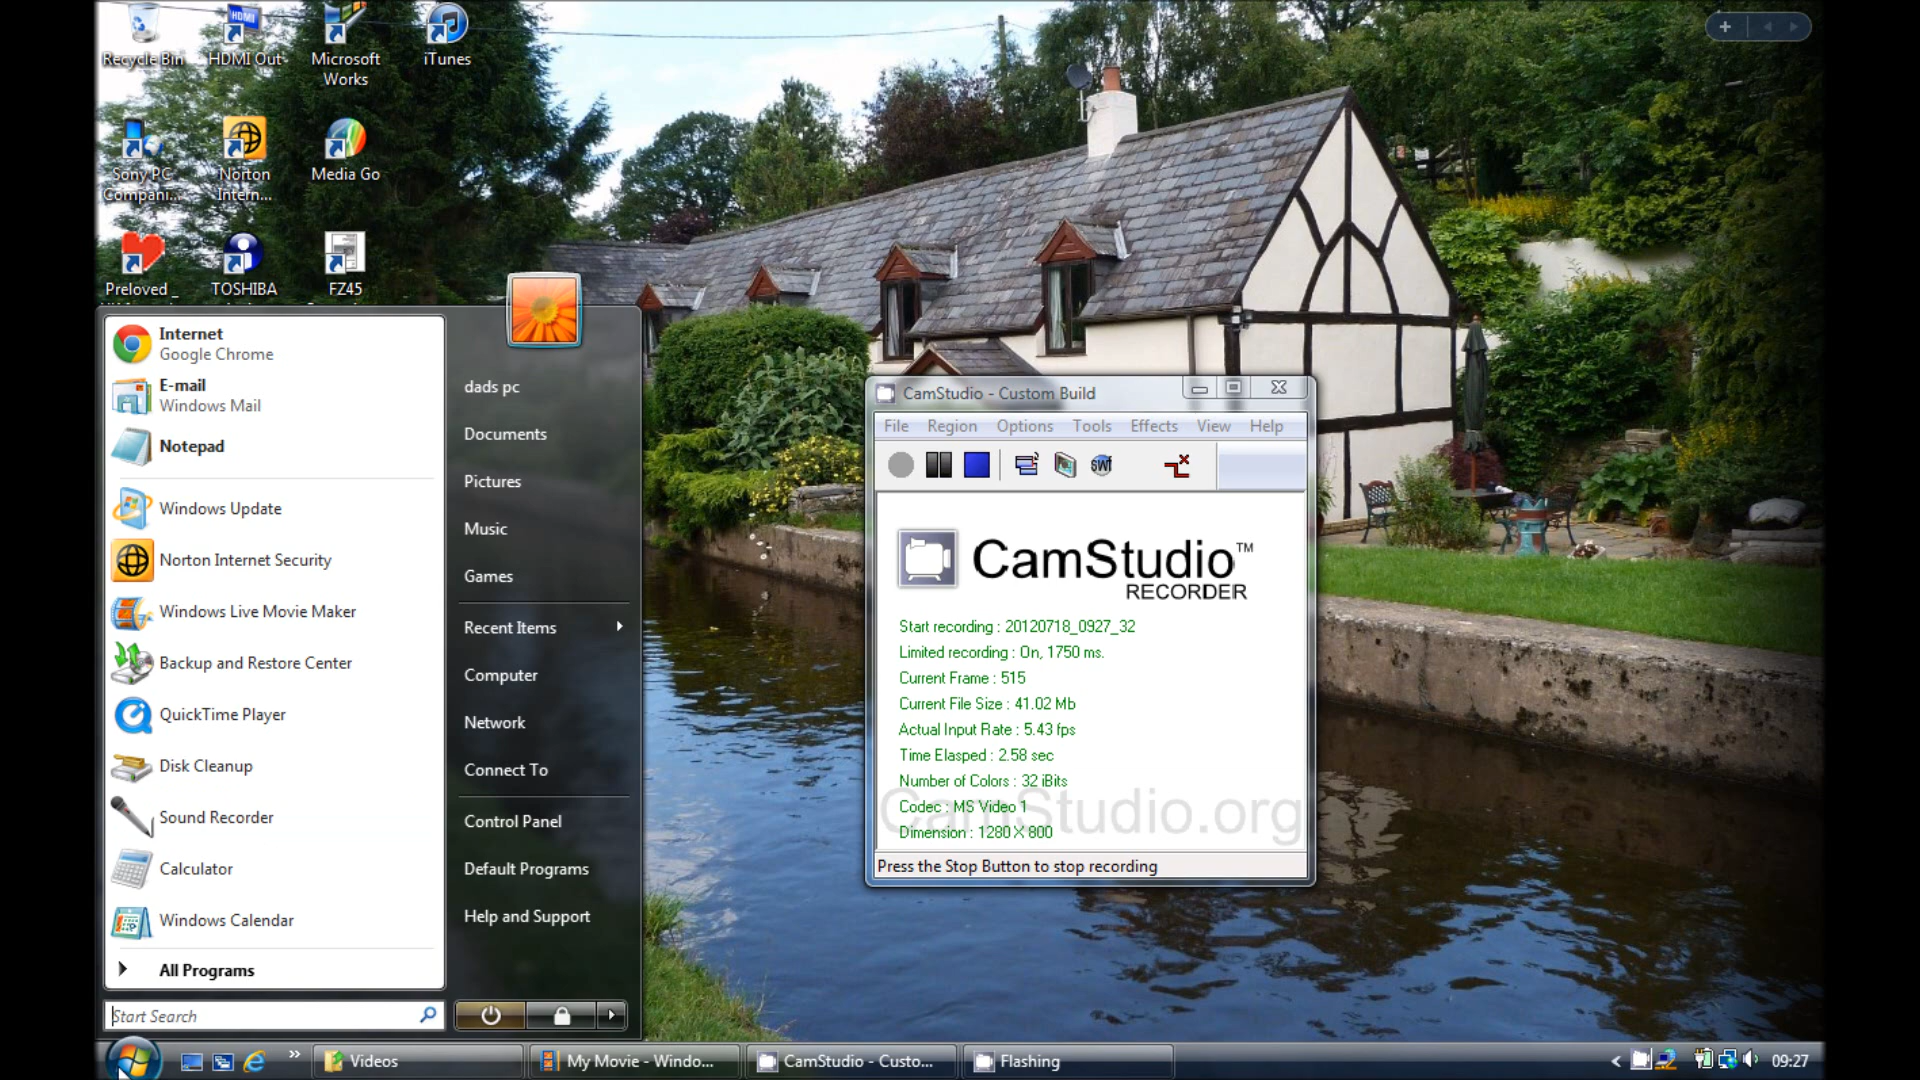 Recycle Bin
HDMI Out
Microsoft
Works
iTunes
Sony PC
Compani...
Norton
Intern...
Media Go
Preloved _
TOSHIBA
FZ45
Internet
Google Chrome
E-mail
Windows Mail
Notepad
Windows Update
Norton Internet Security
Windows Live Movie Maker
Backup and Restore Center
QuickTime Player
Disk Cleanup
Sound Recorder
Calculator
Windows Calendar
All Programs
Start Search
dads pc
Documents
Pictures
Music
Games
Recent Items
Computer
Network
Connect To
Control Panel
Default Programs
Help and Support
CamStudio - Custom Build
File Region Options Tools Effects View Help
SWf
CamStudio™
RECORDER
Start recording : 20120718_0927_32
Limited recording : On, 1750 ms.
Current Frame : 515
Current File Size : 41.02 Mb
Actual Input Rate : 5.43 fps
Time Elasped : 2.58 sec
Number of Colors : 32 iBits
Codec : MS Video 1
CamStudio.org
Dimension : 1280 X 800
Press the Stop Button to stop recording
Videos
My Movie - Windo...
CamStudio - Custo...
Flashing
09:27